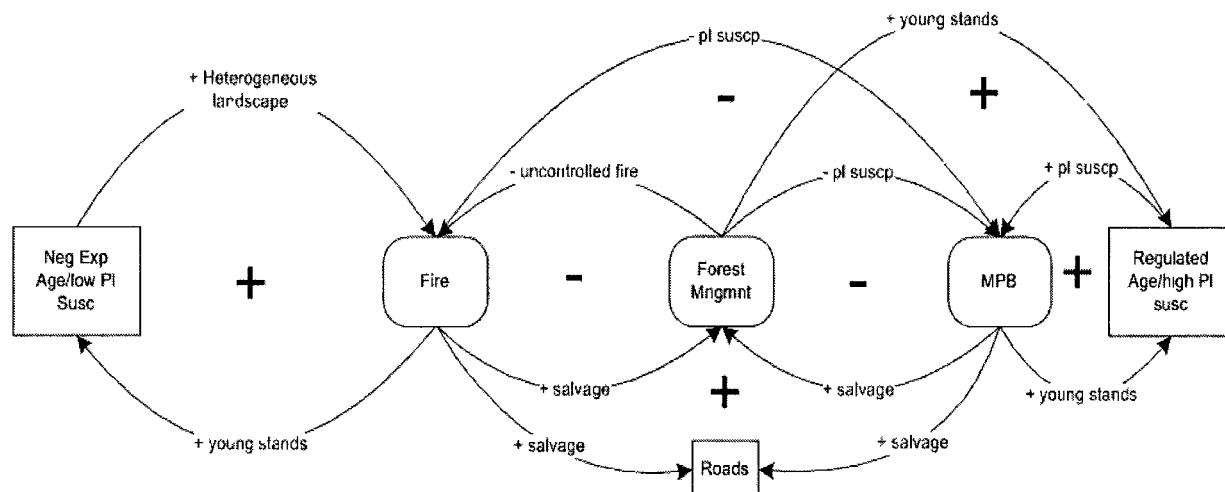 + young stands
- pl suscp
+ Heterogeneous
landscape
-
+
- uncontrolled fire
- pl suscp
+ pl suscp
Neg Exp
Age/low Pl
Susc
+
Fire
-
Forest
Mngmnt
-
MPB
+
Regulated
Age/high Pl
susc
+ salvage
+
+ salvage
+ young stands
+ young stands
+ salvage
+ salvage
Roads